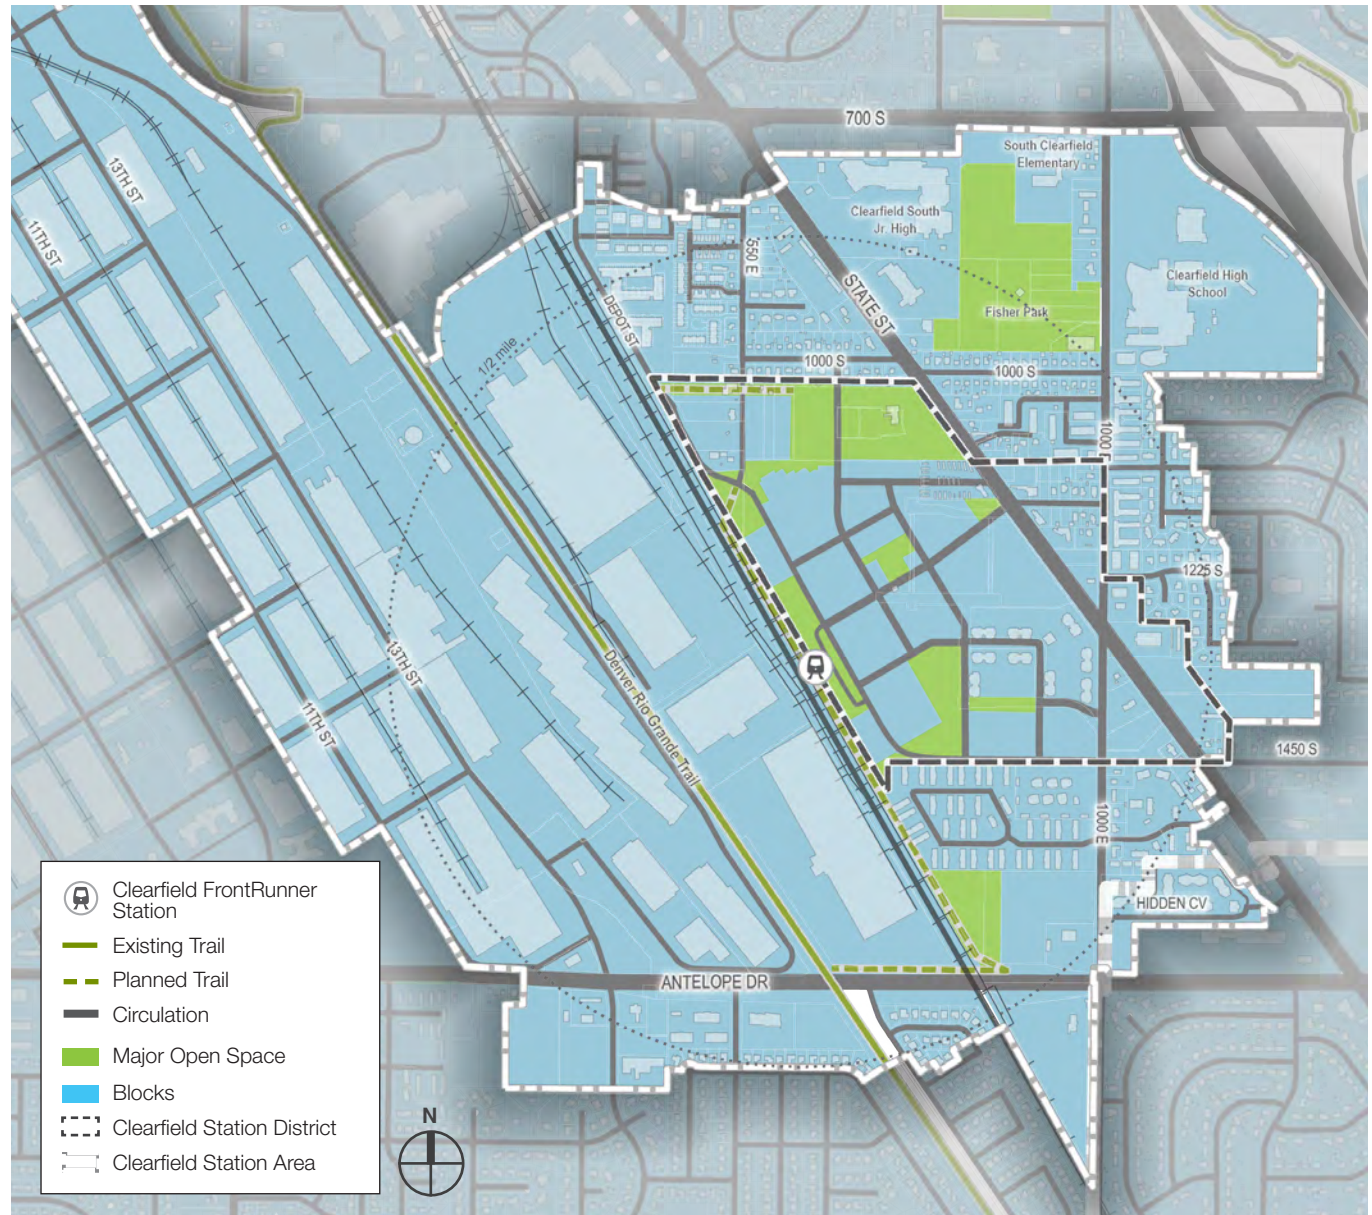 700 S
South Clearfield
Elementary
13TH ST
Clearfield South
Jr. High
11TH ST
550 E
Clearfield High
School
STATE ST
DEPOT ST
Fisher Park
1/2 mile
1000 S
1000 S
1000 E
1225 S
13TH ST
Denver Rio Grande Trail
11TH ST
1450 S
1000 E
HIDDEN CV
ANTELOPE DR
Clearfield FrontRunner
Station
Existing Trail
Planned Trail
Circulation
Major Open Space
Blocks
Clearfield Station District
Clearfield Station Area
N